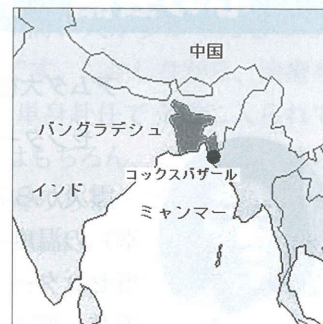 中国
バングラデシュ
コックスバザール
インド
ミャンマー